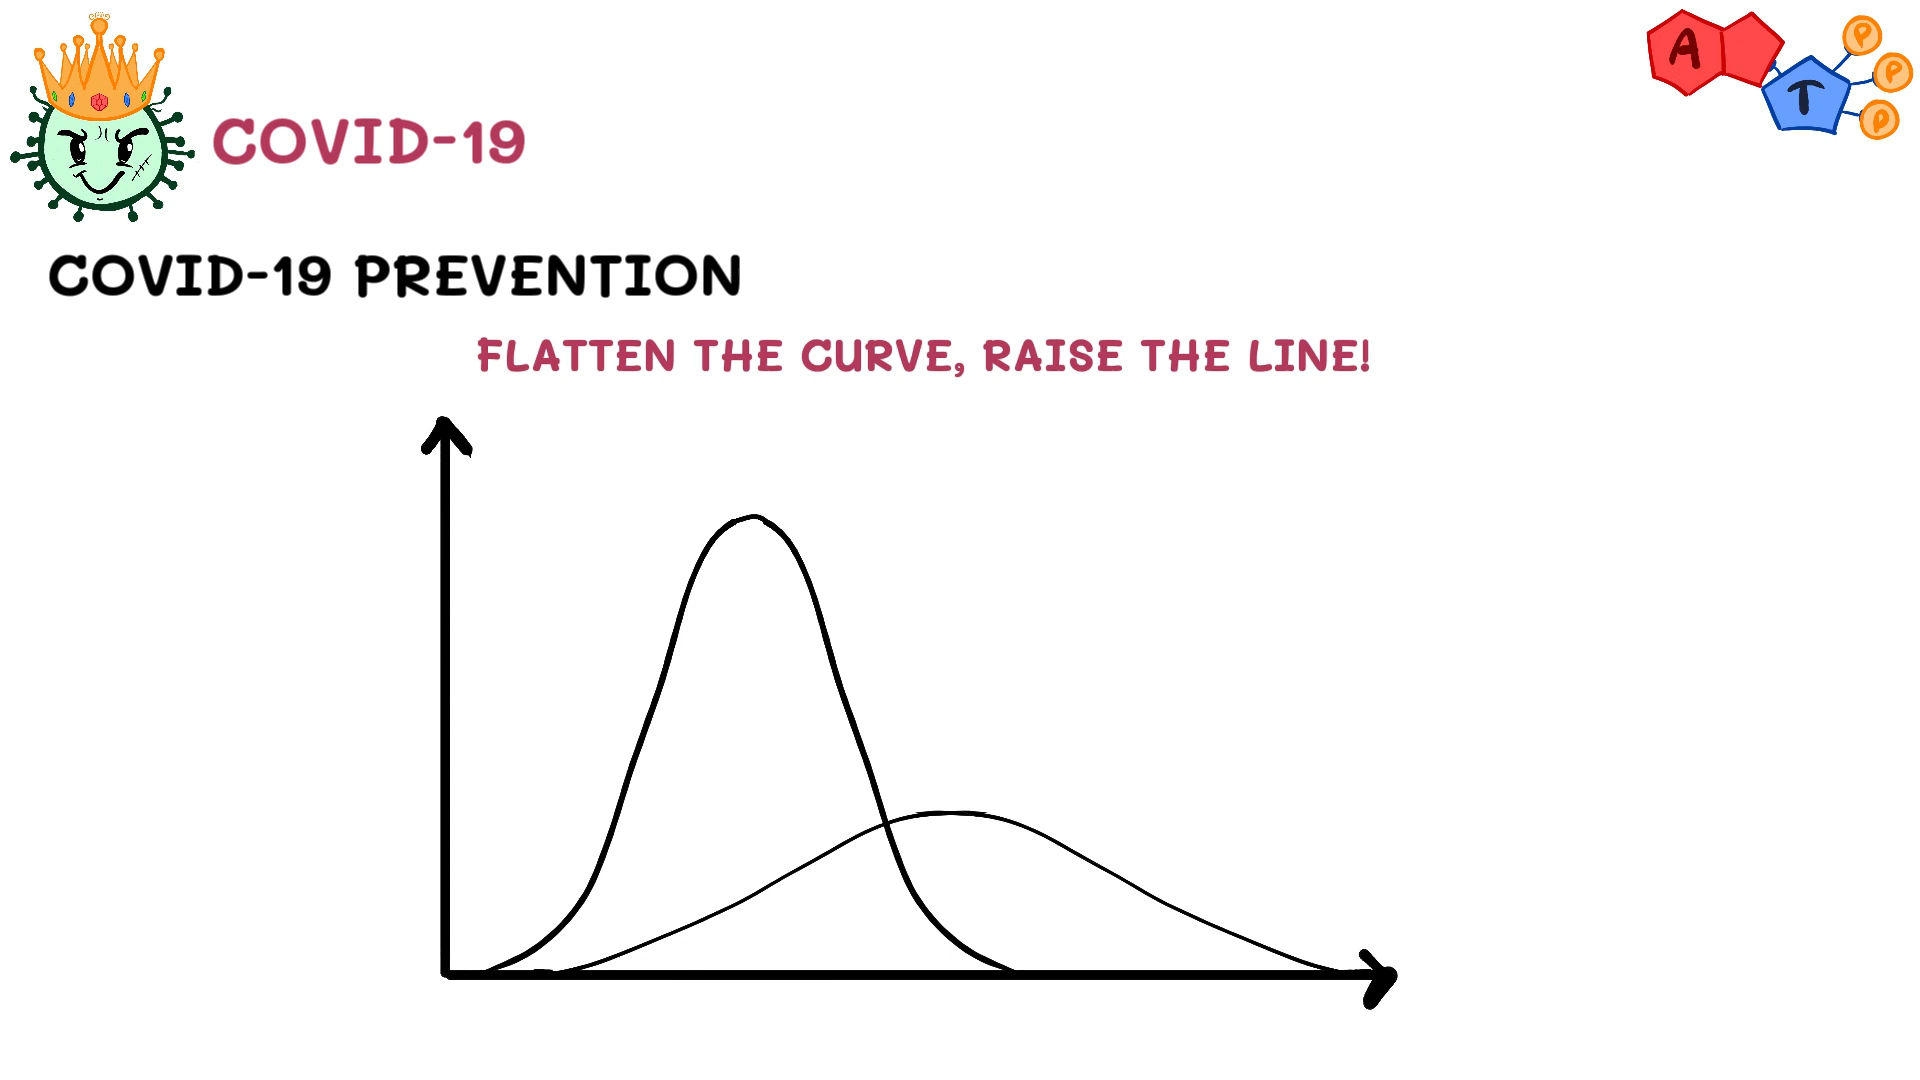 COVID-19
A
T
P
P
P
COVID-19 PREVENTION
FLATTEN THE CURVE, RAISE THE LINE!